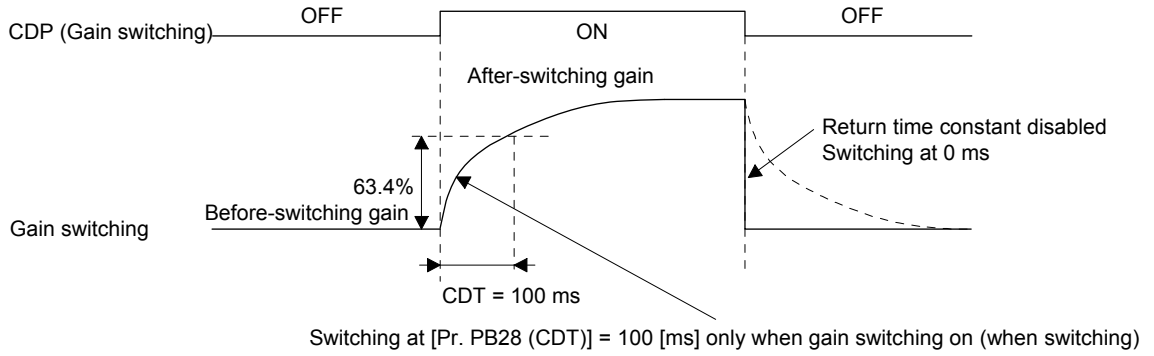 OFF
OFF
CDP (Gain switching)
ON
After-switching gain
Return time constant disabled
Switching at 0 ms
63.4%
Before-switching gain
Gain switching
CDT = 100 ms
Switching at [Pr. PB28 (CDT)] = 100 [ms] only when gain switching on (when switching)